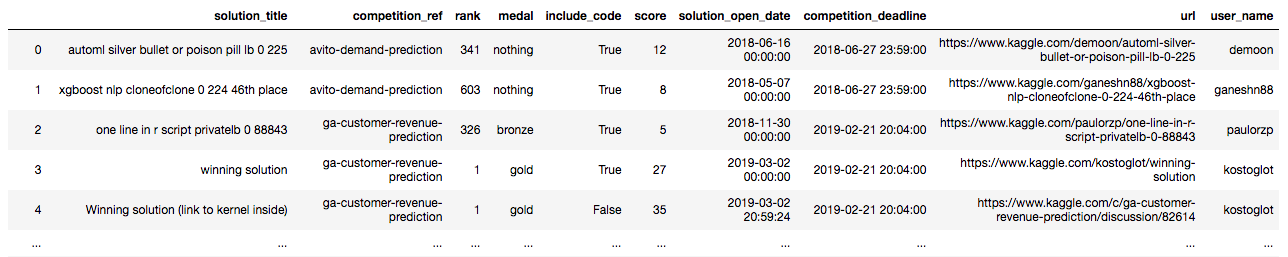 solution_title competition_ref rank medal include_code score solution_open_date competition_deadline url user_name
0 automl silver bullet or poison pill lb 0 225 avito-demand-prediction 341 nothing True 12 2018-06-16 00:00:00 2018-06-27 23:59:00 https://www.kaggle.com/demoon/automl-silver-bullet-or-poison-pill-lb-0-225 demoon
1 xgboost nlp cloneofclone 0 224 46th place avito-demand-prediction 603 nothing True 8 2018-05-07 00:00:00 2018-06-27 23:59:00 https://www.kaggle.com/ganeshn88/xgboost-nlp-cloneofclone-0-224-46th-place ganeshn88
2 one line in r script privatelb 0 88843 ga-customer-revenue-prediction 326 bronze True 5 2018-11-30 00:00:00 2019-02-21 20:04:00 https://www.kaggle.com/paulorzp/one-line-in-r-script-privatelb-0-88843 paulorzp
3 winning solution ga-customer-revenue-prediction 1 gold True 27 2019-03-02 00:00:00 2019-02-21 20:04:00 https://www.kaggle.com/kostoglot/winning-solution kostoglot
4 Winning solution (link to kernel inside) ga-customer-revenue-prediction 1 gold False 35 2019-03-02 20:59:24 2019-02-21 20:04:00 https://www.kaggle.com/c/ga-customer-revenue-prediction/discussion/82614 kostoglot
... ... ... ... ... ... ... ... ... ... ...